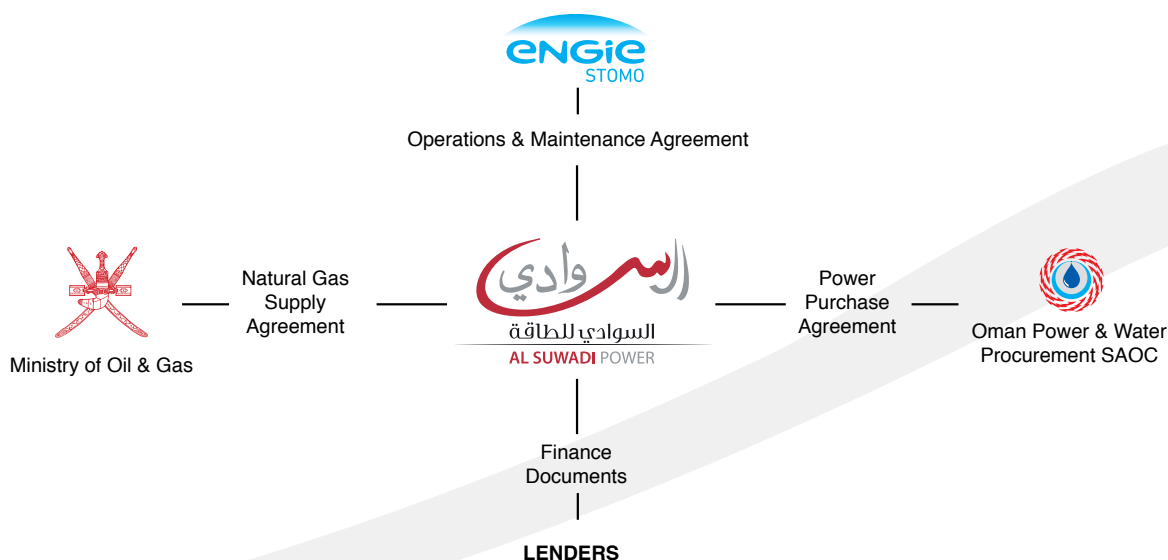 ENGiE
STOMO
Operations & Maintenance Agreement
Ministry of Oil & Gas
Natural Gas
Supply
Agreement
السوادي
السوادي للطاقة
AL SUWADI POWER
Power
Purchase
Agreement
Oman Power & Water
Procurement SAOC
Finance
Documents
LENDERS